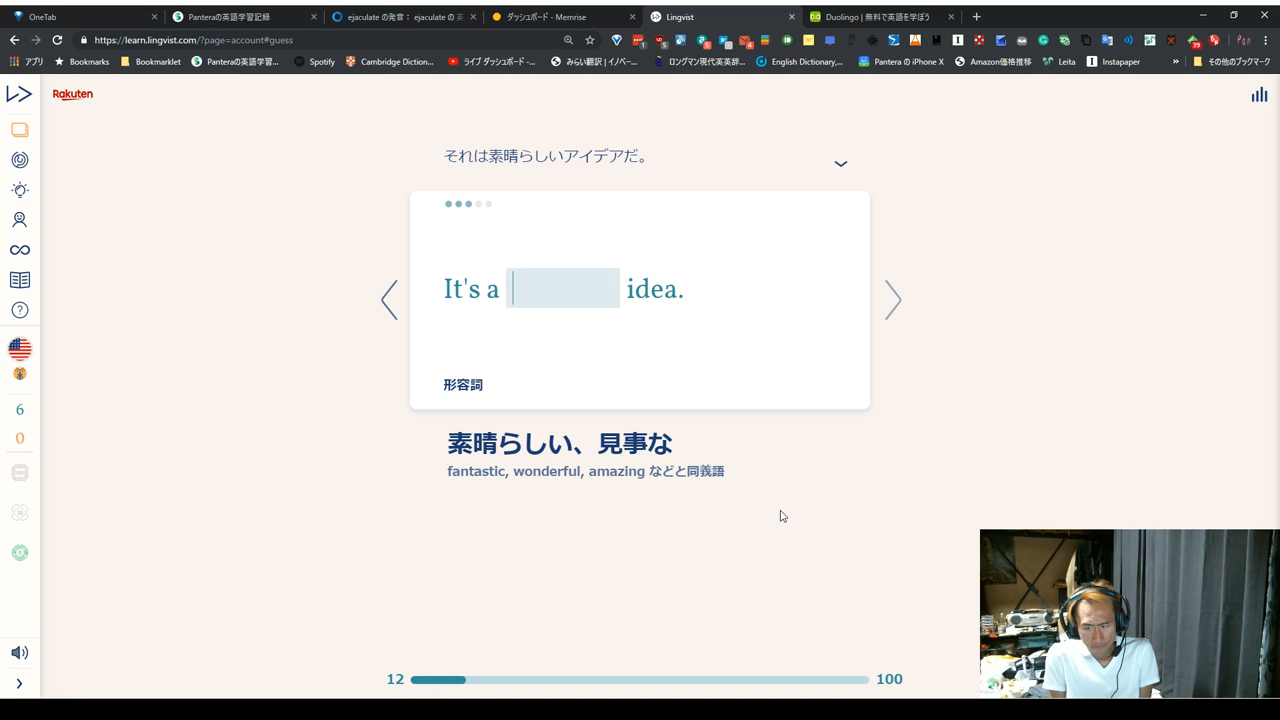 OneTab
Panteraの英語学習記録
ejaculate の発音： ejaculate の
ダッシュボード - Memrise
Lingvist
Duolingo | 無料で英語を学ぼう
https://learn.lingvist.com/?page=account#guess
アプリ
Bookmarks
Bookmarklet
Panteraの英語学習...
Spotify
Cambridge Diction...
ライブ ダッシュボード -...
みらい翻訳 | イノベー...
ロングマン現代英英辞...
English Dictionary,...
Pantera の iPhone X
Amazon価格推移
Leita
Instapaper
»
その他のブックマーク
Rakuten
それは素晴らしいアイデアだ。
It's a idea.
形容詞
素晴らしい、見事な
fantastic, wonderful, amazing などと同義語
6
0
12
100